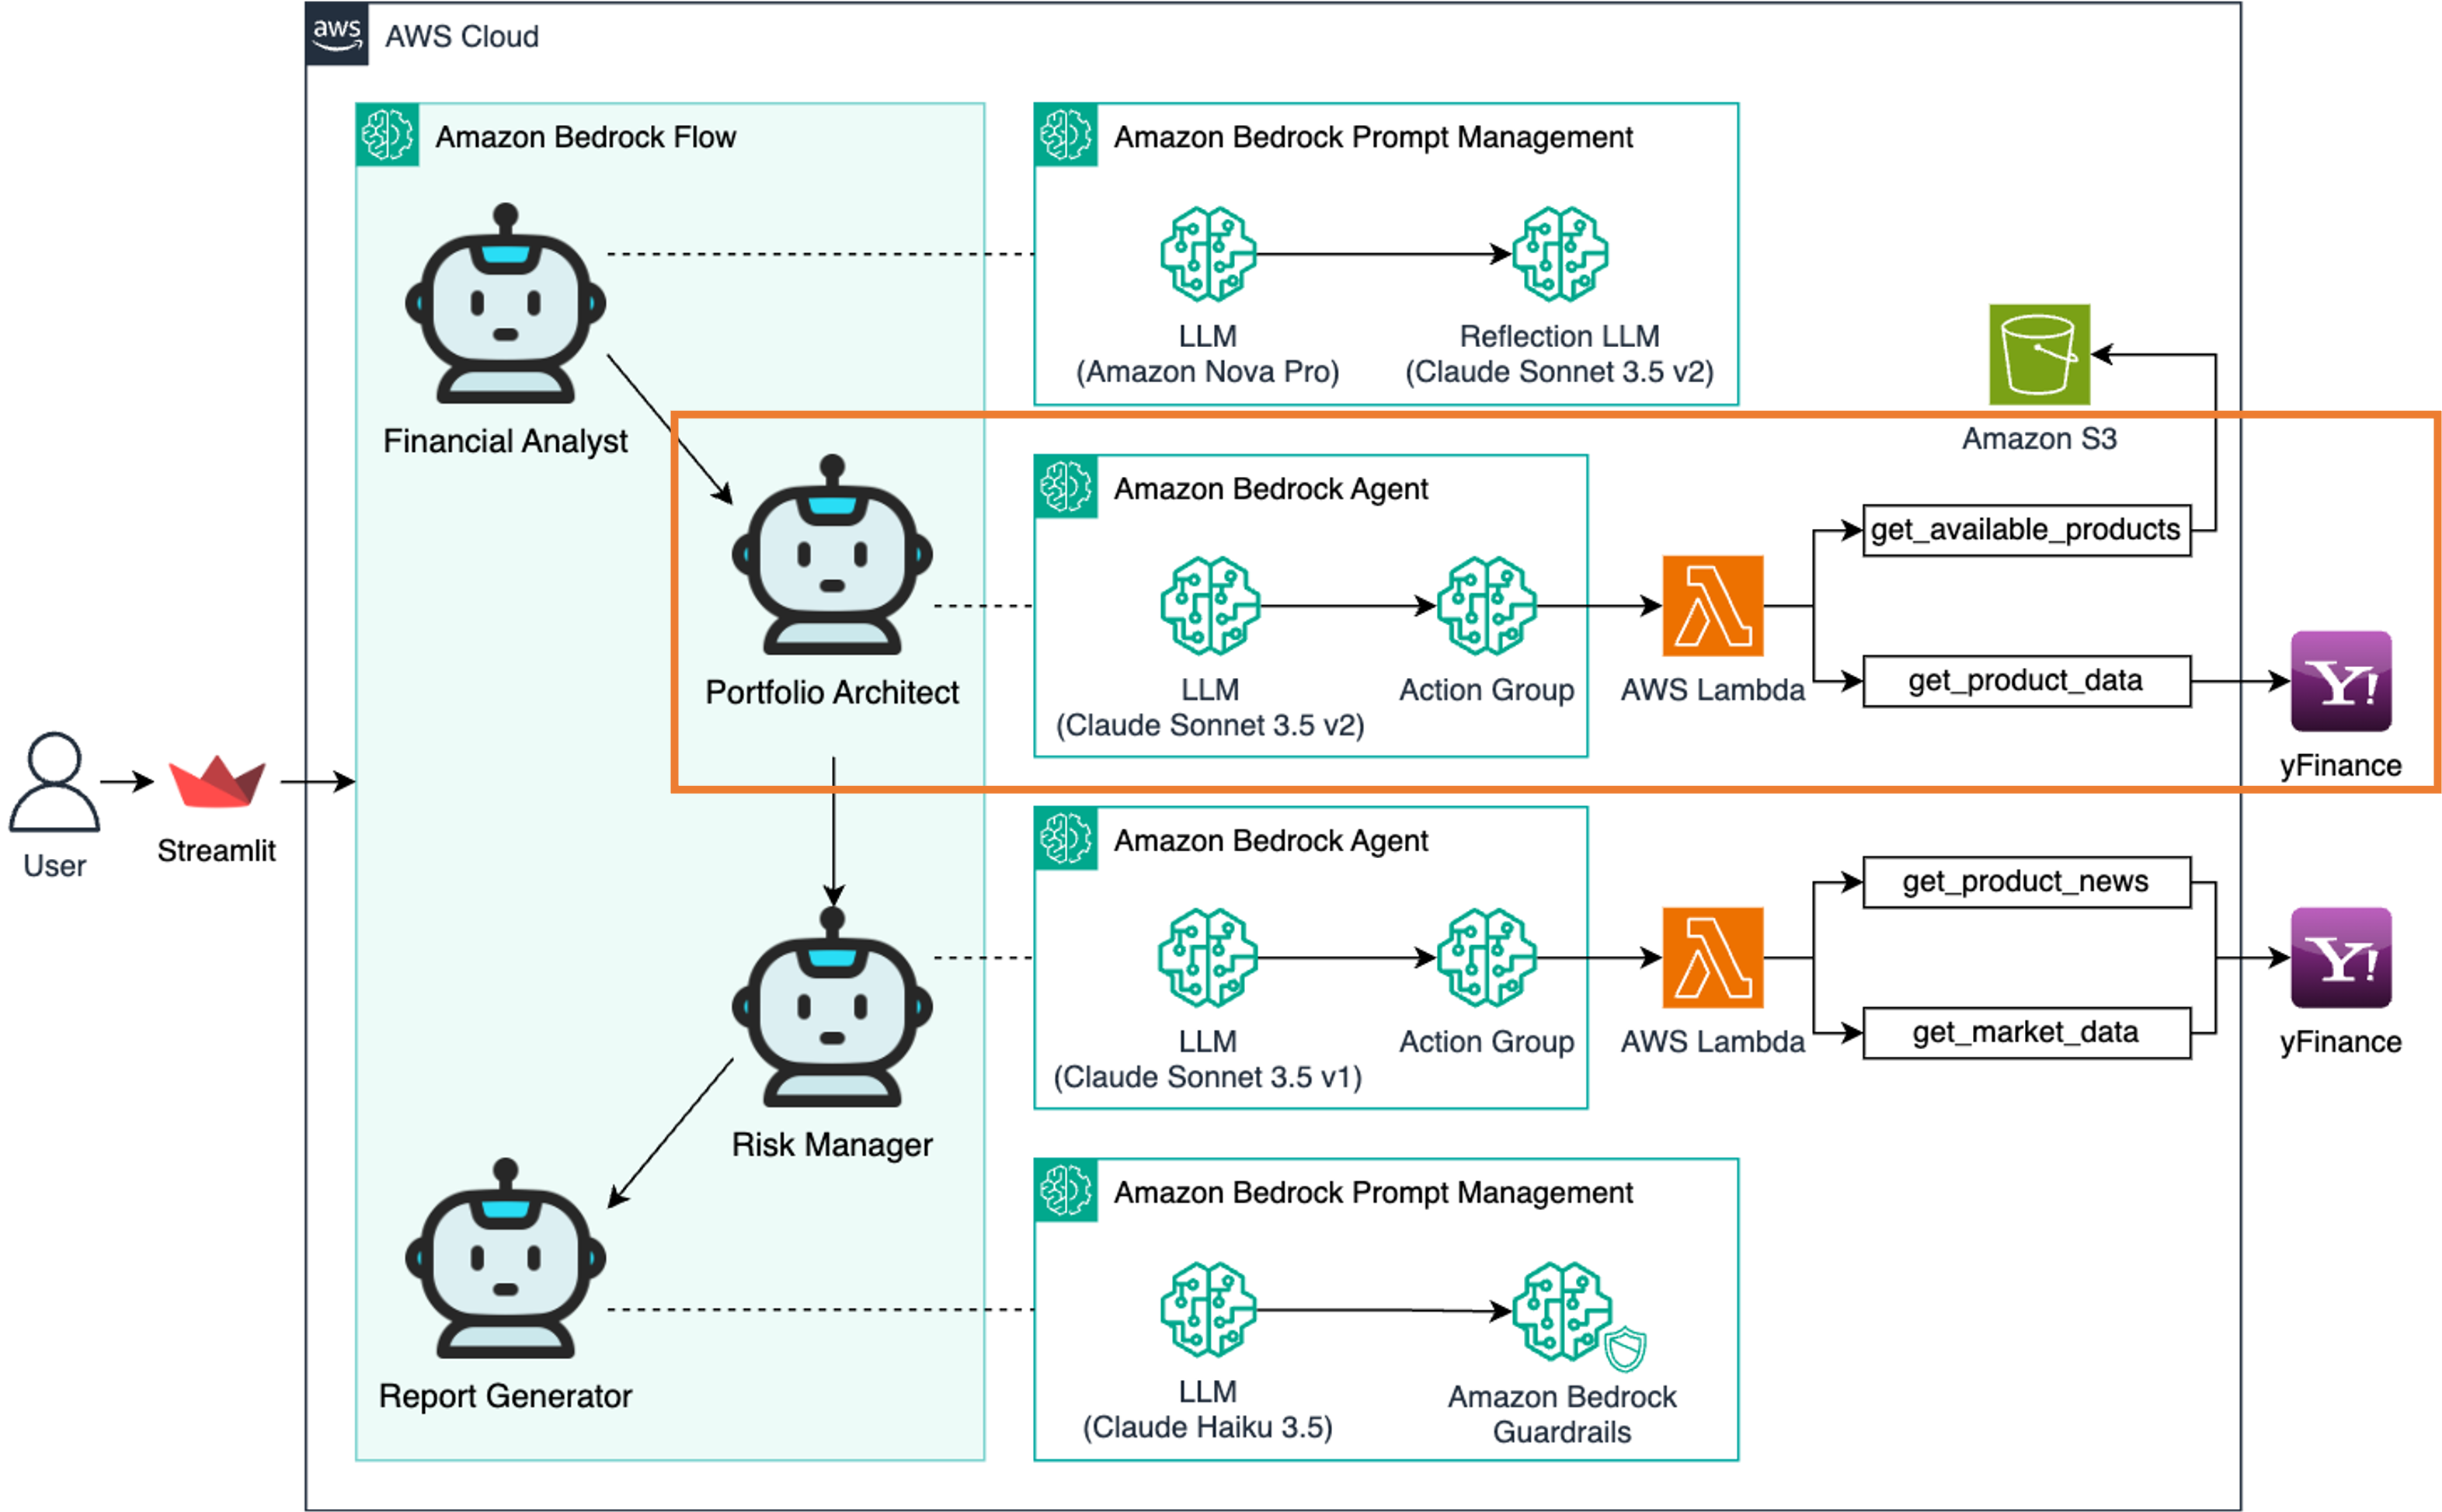 aws
AWS Cloud
Amazon Bedrock Flow
Financial Analyst
Portfolio Architect
Risk Manager
Report Generator
User
Streamlit
Amazon Bedrock Prompt Management
LLM
(Amazon Nova Pro)
Reflection LLM
(Claude Sonnet 3.5 v2)
Amazon S3
Amazon Bedrock Agent
LLM
(Claude Sonnet 3.5 v2)
Action Group
AWS Lambda
get_available_products
get_product_data
Y!
yFinance
Amazon Bedrock Agent
LLM
(Claude Sonnet 3.5 v1)
Action Group
AWS Lambda
get_product_news
get_market_data
Y!
yFinance
Amazon Bedrock Prompt Management
LLM
(Claude Haiku 3.5)
Amazon Bedrock
Guardrails